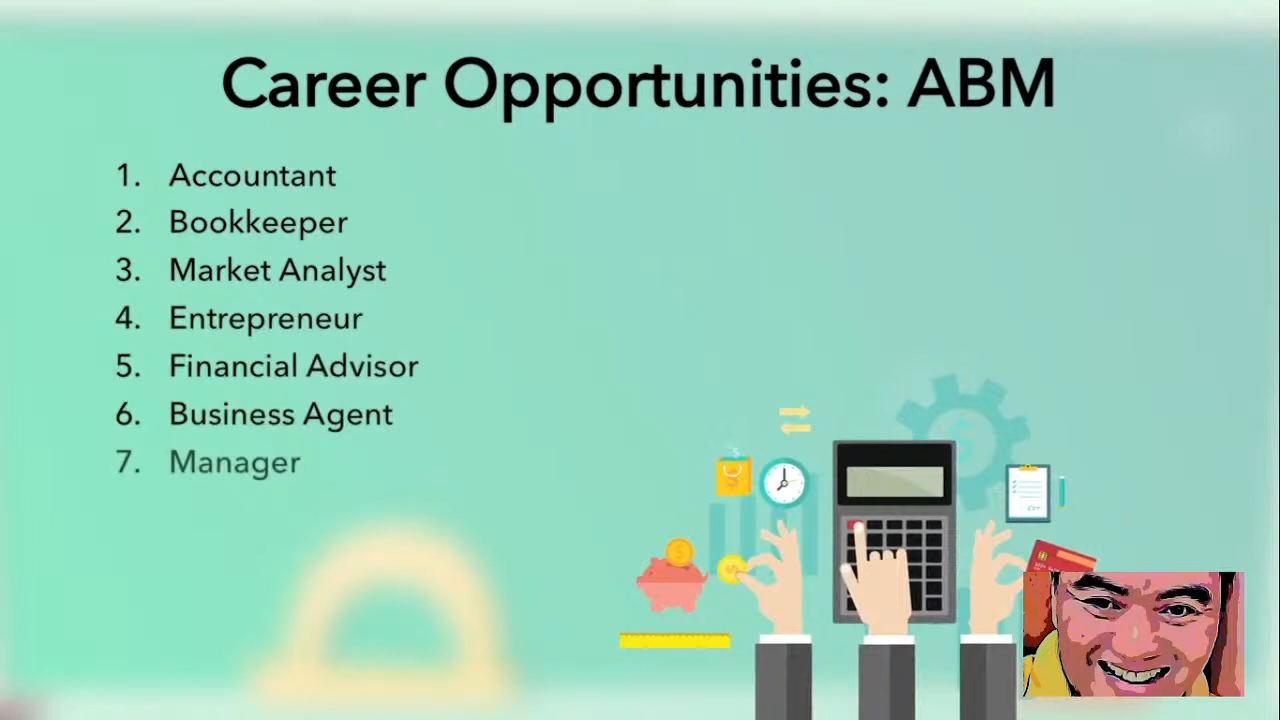 Career Opportunities: ABM
1. Accountant
2. Bookkeeper
3. Market Analyst
4. Entrepreneur
5. Financial Advisor
6. Business Agent
7. Manager